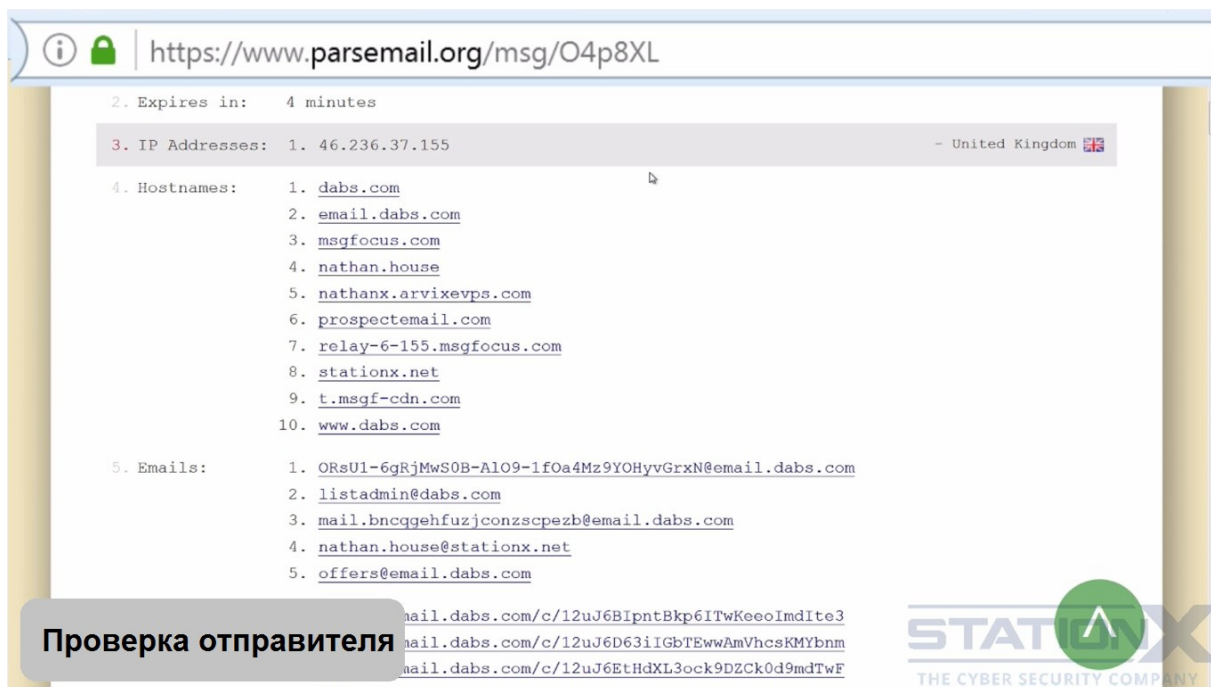 https://www.parsemail.org/msg/O4p8XL
2. Expires in: 4 minutes
3. IP Addresses: 1. 46.236.37.155 – United Kingdom
4. Hostnames: 1. dabs.com
2. email.dabs.com
3. msgfocus.com
4. nathan.house
5. nathanx.arvixevps.com
6. prospectemail.com
7. relay-6-155.msgfocus.com
8. stationx.net
9. t.msgf-cdn.com
10. www.dabs.com
5. Emails: 1. ORsU1-6gRjMwS0B-AlO9-1fOa4Mz9YOHyvGrxN@email.dabs.com
2. listadmin@dabs.com
3. mail.bncqgehfuzjconzscpezb@email.dabs.com
4. nathan.house@stationx.net
5. offers@email.dabs.com
mail.dabs.com/c/12uJ6BIpntBkp6ITwKeeoImdIte3
Проверка отправителя mail.dabs.com/c/12uJ6D63iIGbTEwwAmVhcsKMYbnm
mail.dabs.com/c/12uJ6EtHdXL3ock9DZCk0d9mdTwF
STATIONX
THE CYBER SECURITY COMPANY